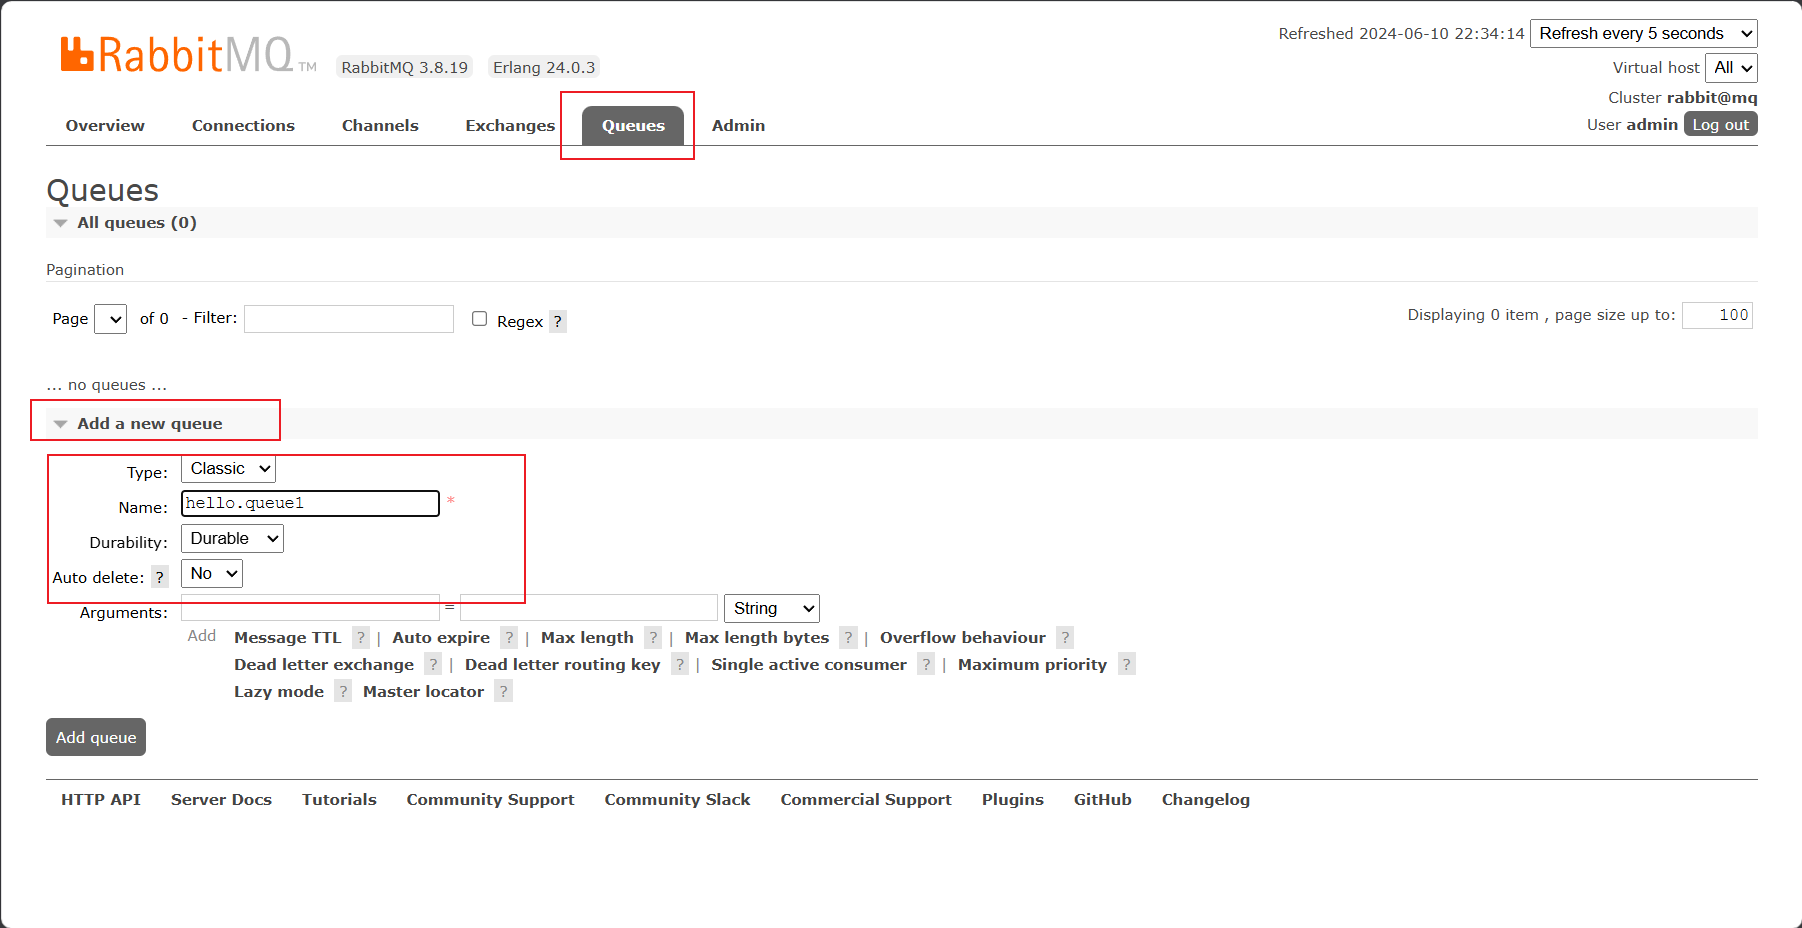 RabbitMQ TM RabbitMQ 3.8.19 Erlang 24.0.3
Refreshed 2024-06-10 22:34:14 Refresh every 5 seconds
Virtual host All
Cluster rabbit@mq
User admin Log out
Overview Connections Channels Exchanges Queues Admin
Queues
All queues (0)
Pagination
Page of 0 - Filter: Regex ? Displaying 0 item , page size up to: 100
... no queues ...
Add a new queue
Type: Classic
Name: hello.queue1 *
Durability: Durable
Auto delete: ? No
Arguments: = String
Add Message TTL ? | Auto expire ? | Max length ? | Max length bytes ? | Overflow behaviour ?
Dead letter exchange ? | Dead letter routing key ? | Single active consumer ? | Maximum priority ?
Lazy mode ? Master locator ?
Add queue
HTTP API Server Docs Tutorials Community Support Community Slack Commercial Support Plugins GitHub Changelog